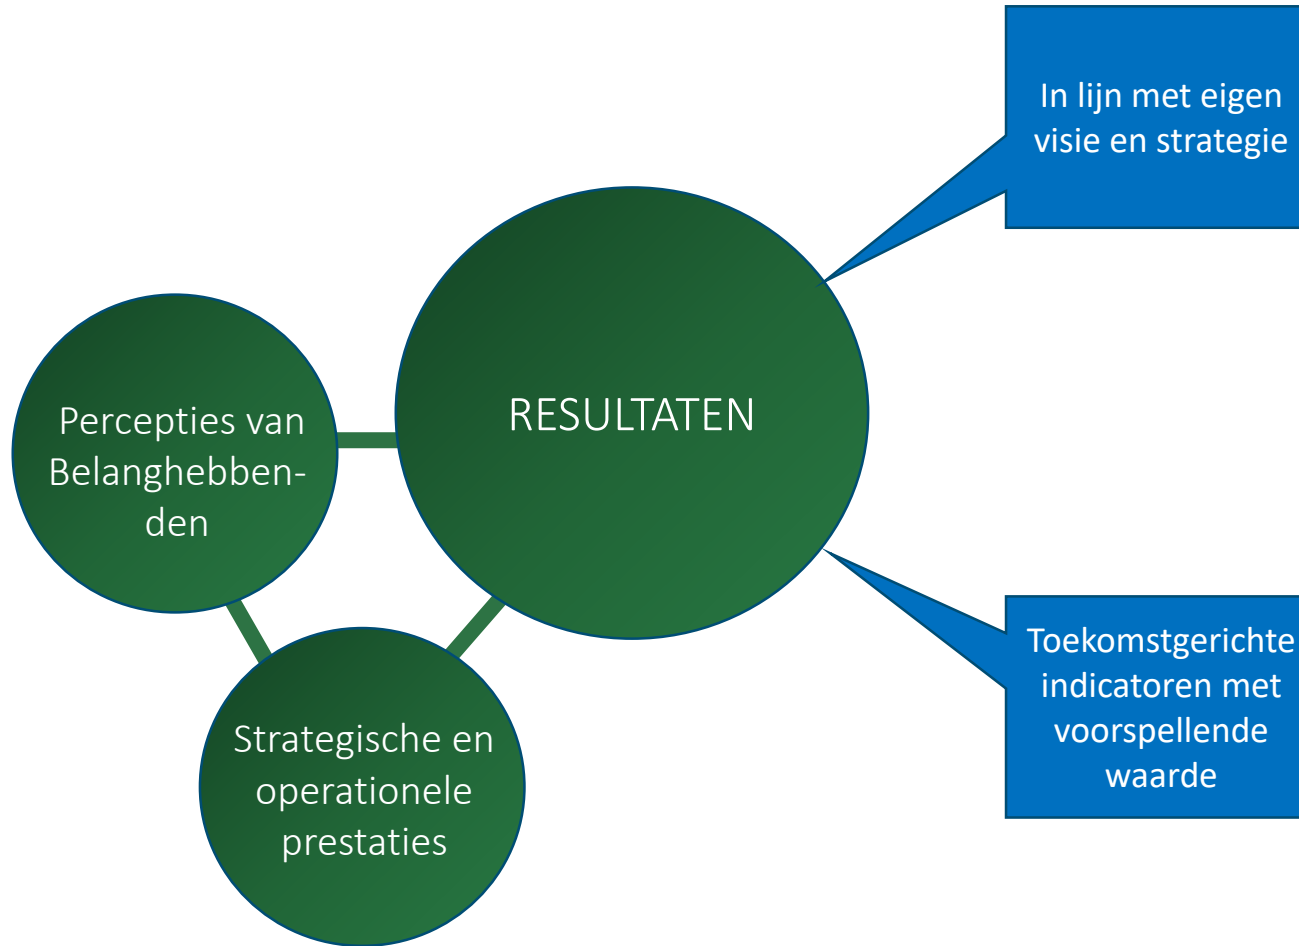 In lijn met eigen
visie en strategie
RESULTATEN
Percepties van
Belanghebben-
den
Toekomstgerichte
indicatoren met
voorspellende
waarde
Strategische en
operationele
prestaties